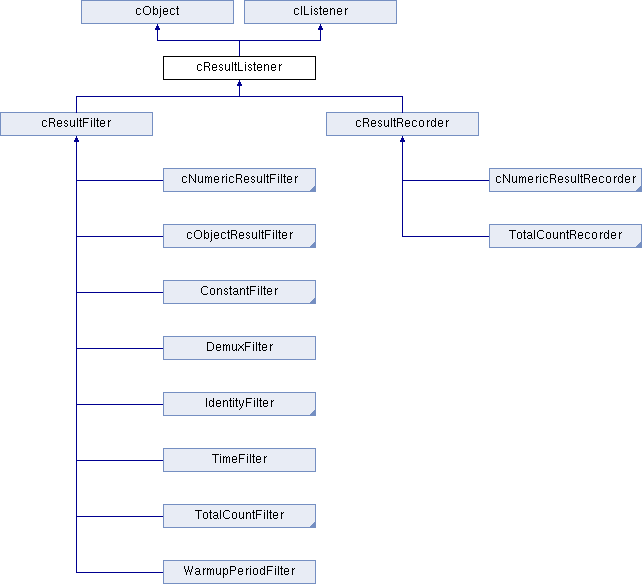 cObject
cIListener
cResultListener
cResultFilter
cResultRecorder
cNumericResultFilter
cNumericResultRecorder
cObjectResultFilter
TotalCountRecorder
ConstantFilter
DemuxFilter
IdentityFilter
TimeFilter
TotalCountFilter
WarmupPeriodFilter